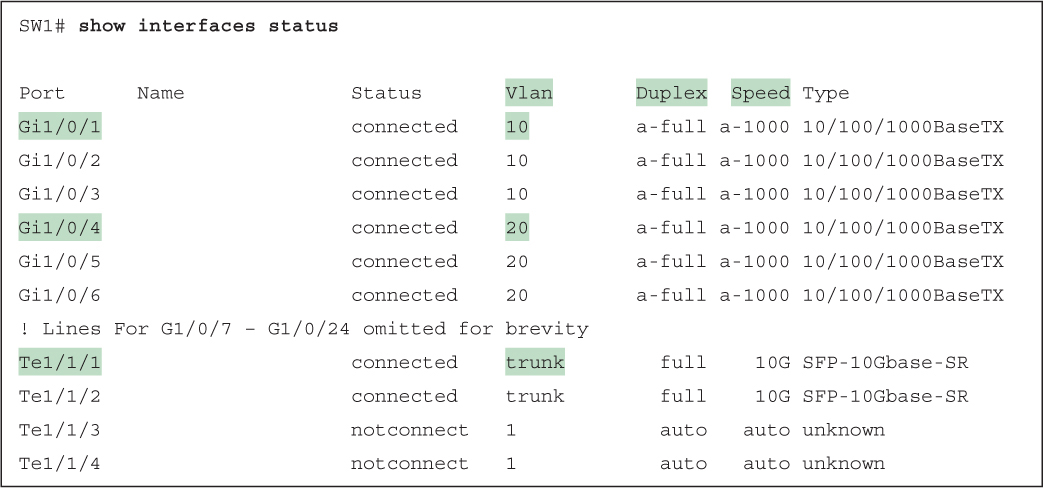 SW1# show interfaces status
Port Name Status Vlan Duplex Speed Type
Gi1/0/1 connected 10 a-full a-1000 10/100/1000BaseTX
Gi1/0/2 connected 10 a-full a-1000 10/100/1000BaseTX
Gi1/0/3 connected 10 a-full a-1000 10/100/1000BaseTX
Gi1/0/4 connected 20 a-full a-1000 10/100/1000BaseTX
Gi1/0/5 connected 20 a-full a-1000 10/100/1000BaseTX
Gi1/0/6 connected 20 a-full a-1000 10/100/1000BaseTX
! Lines For G1/0/7 – G1/0/24 omitted for brevity
Te1/1/1 connected trunk full 10G SFP-10Gbase-SR
Te1/1/2 connected trunk full 10G SFP-10Gbase-SR
Te1/1/3 notconnect 1 auto auto unknown
Te1/1/4 notconnect 1 auto auto unknown